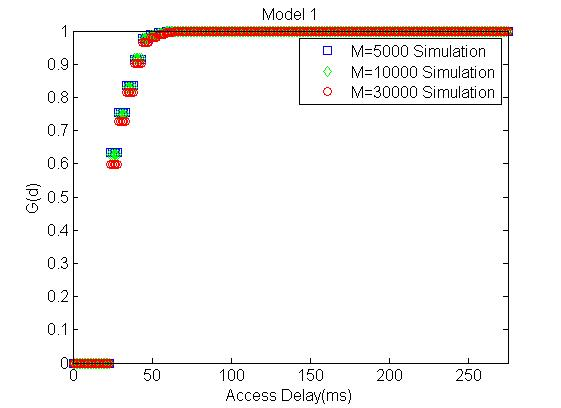 Model 1
M=5000 Simulation
M=10000 Simulation
M=30000 Simulation
1
0.9
0.8
0.7
0.6
0.5
0.4
0.3
0.2
0.1
0
G(d)
0 50 100 150 200 250
Access Delay(ms)